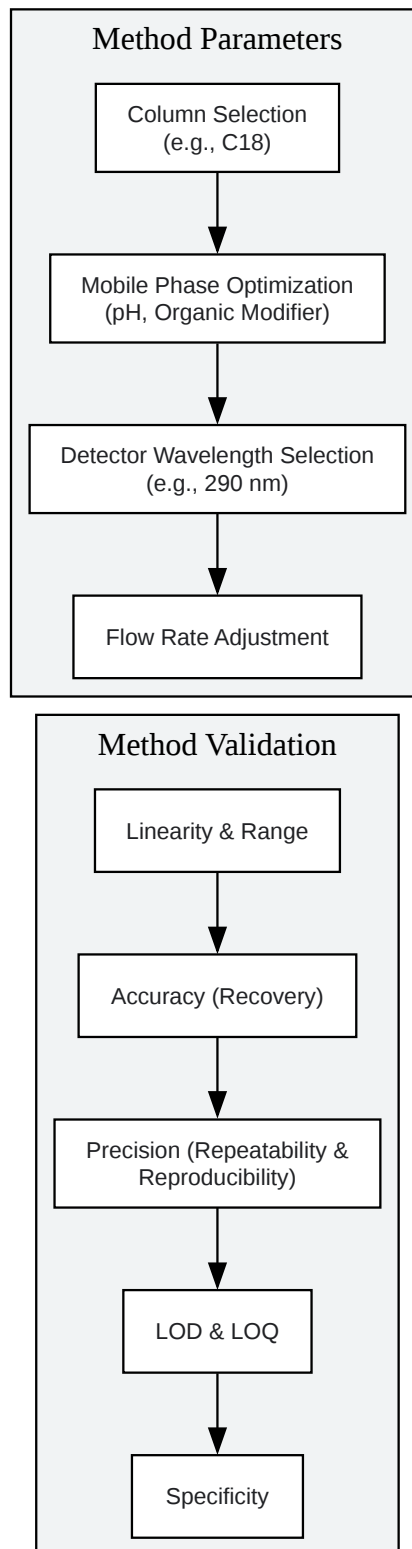 Method Parameters
Column Selection
(e.g., C18)
Mobile Phase Optimization
(pH, Organic Modifier)
Detector Wavelength Selection
(e.g., 290 nm)
Flow Rate Adjustment
Method Validation
Linearity & Range
Accuracy (Recovery)
Precision (Repeatability &
Reproducibility)
LOD & LOQ
Specificity